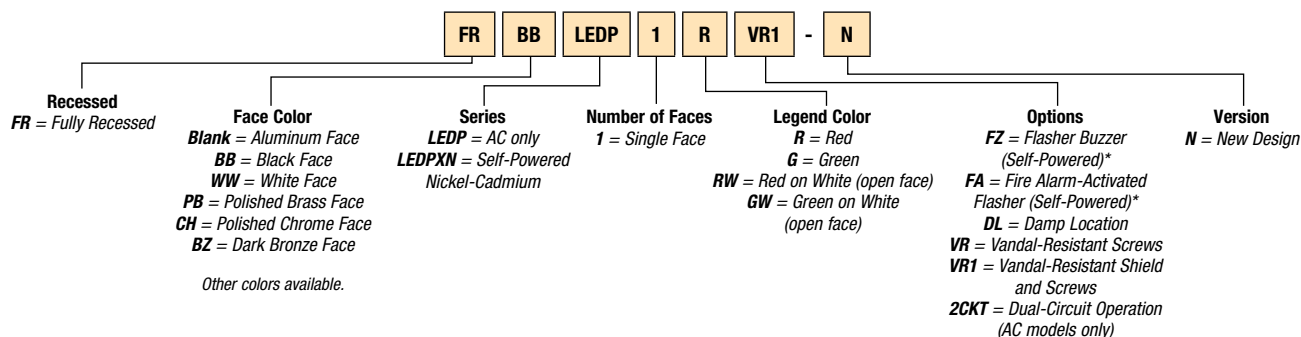 FR BB LEDP 1 R VR1 - N
Recessed
FR = Fully Recessed
Face Color
Blank = Aluminum Face
BB = Black Face
WW = White Face
PB = Polished Brass Face
CH = Polished Chrome Face
BZ = Dark Bronze Face
Other colors available.
Series
LEDP = AC only
LEDPXN = Self-Powered
Nickel-Cadmium
Number of Faces
1 = Single Face
Legend Color
R = Red
G = Green
RW = Red on White (open face)
GW = Green on White
(open face)
Options
FZ = Flasher Buzzer
(Self-Powered)*
FA = Fire Alarm-Activated
Flasher (Self-Powered)*
DL = Damp Location
VR = Vandal-Resistant Screws
VR1 = Vandal-Resistant Shield
and Screws
2CKT = Dual-Circuit Operation
(AC models only)
Version
N = New Design